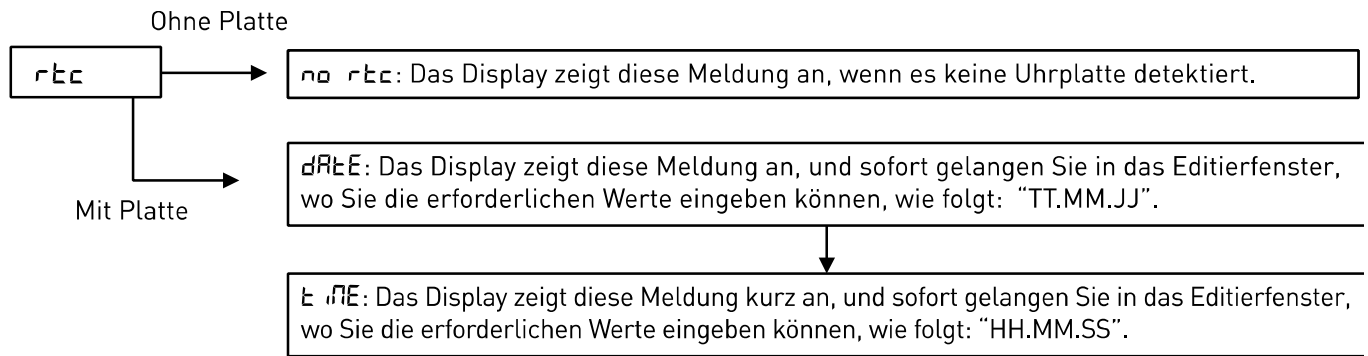 Ohne Platte
rtc
no rtc: Das Display zeigt diese Meldung an, wenn es keine Uhrplatte detektiert.
dAtE: Das Display zeigt diese Meldung an, und sofort gelangen Sie in das Editierfenster,
wo Sie die erforderlichen Werte eingeben können, wie folgt: “TT.MM.JJ”.
Mit Platte
t iME: Das Display zeigt diese Meldung kurz an, und sofort gelangen Sie in das Editierfenster,
wo Sie die erforderlichen Werte eingeben können, wie folgt: “HH.MM.SS”.